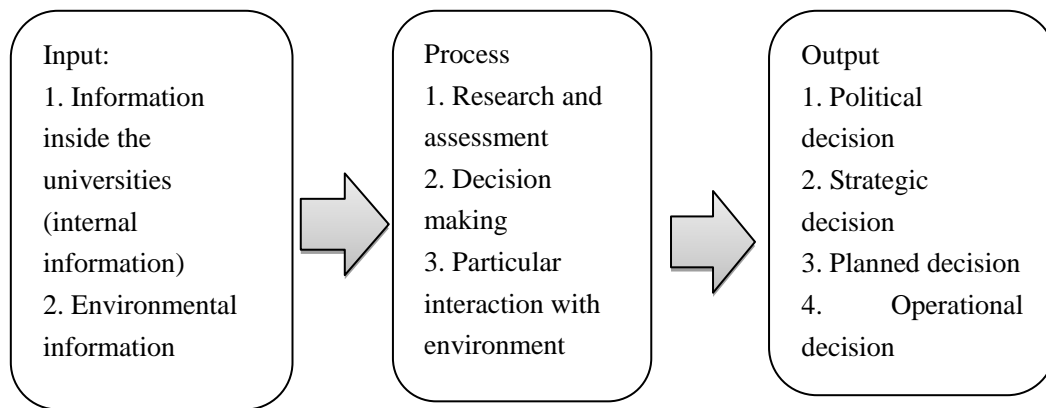 Input:
1. Information
inside the
universities
(internal
information)
2. Environmental
information
Process
1. Research and
assessment
2. Decision
making
3. Particular
interaction with
environment
Output
1. Political
decision
2. Strategic
decision
3. Planned decision
4. Operational
decision